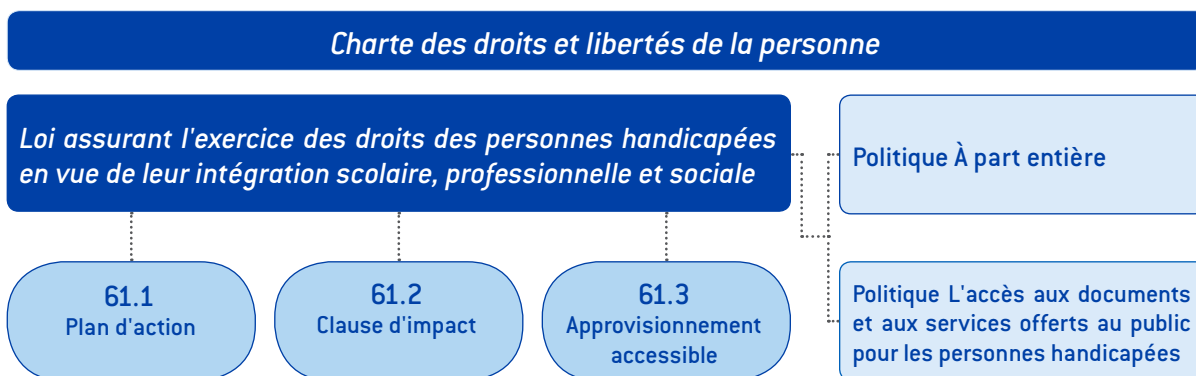 Charte des droits et libertés de la personne
Loi assurant l'exercice des droits des personnes handicapées
en vue de leur intégration scolaire, professionnelle et sociale
Politique À part entière
61.1
Plan d'action
61.2
Clause d'impact
61.3
Approvisionnement
accessible
Politique L'accès aux documents
et aux services offerts au public
pour les personnes handicapées